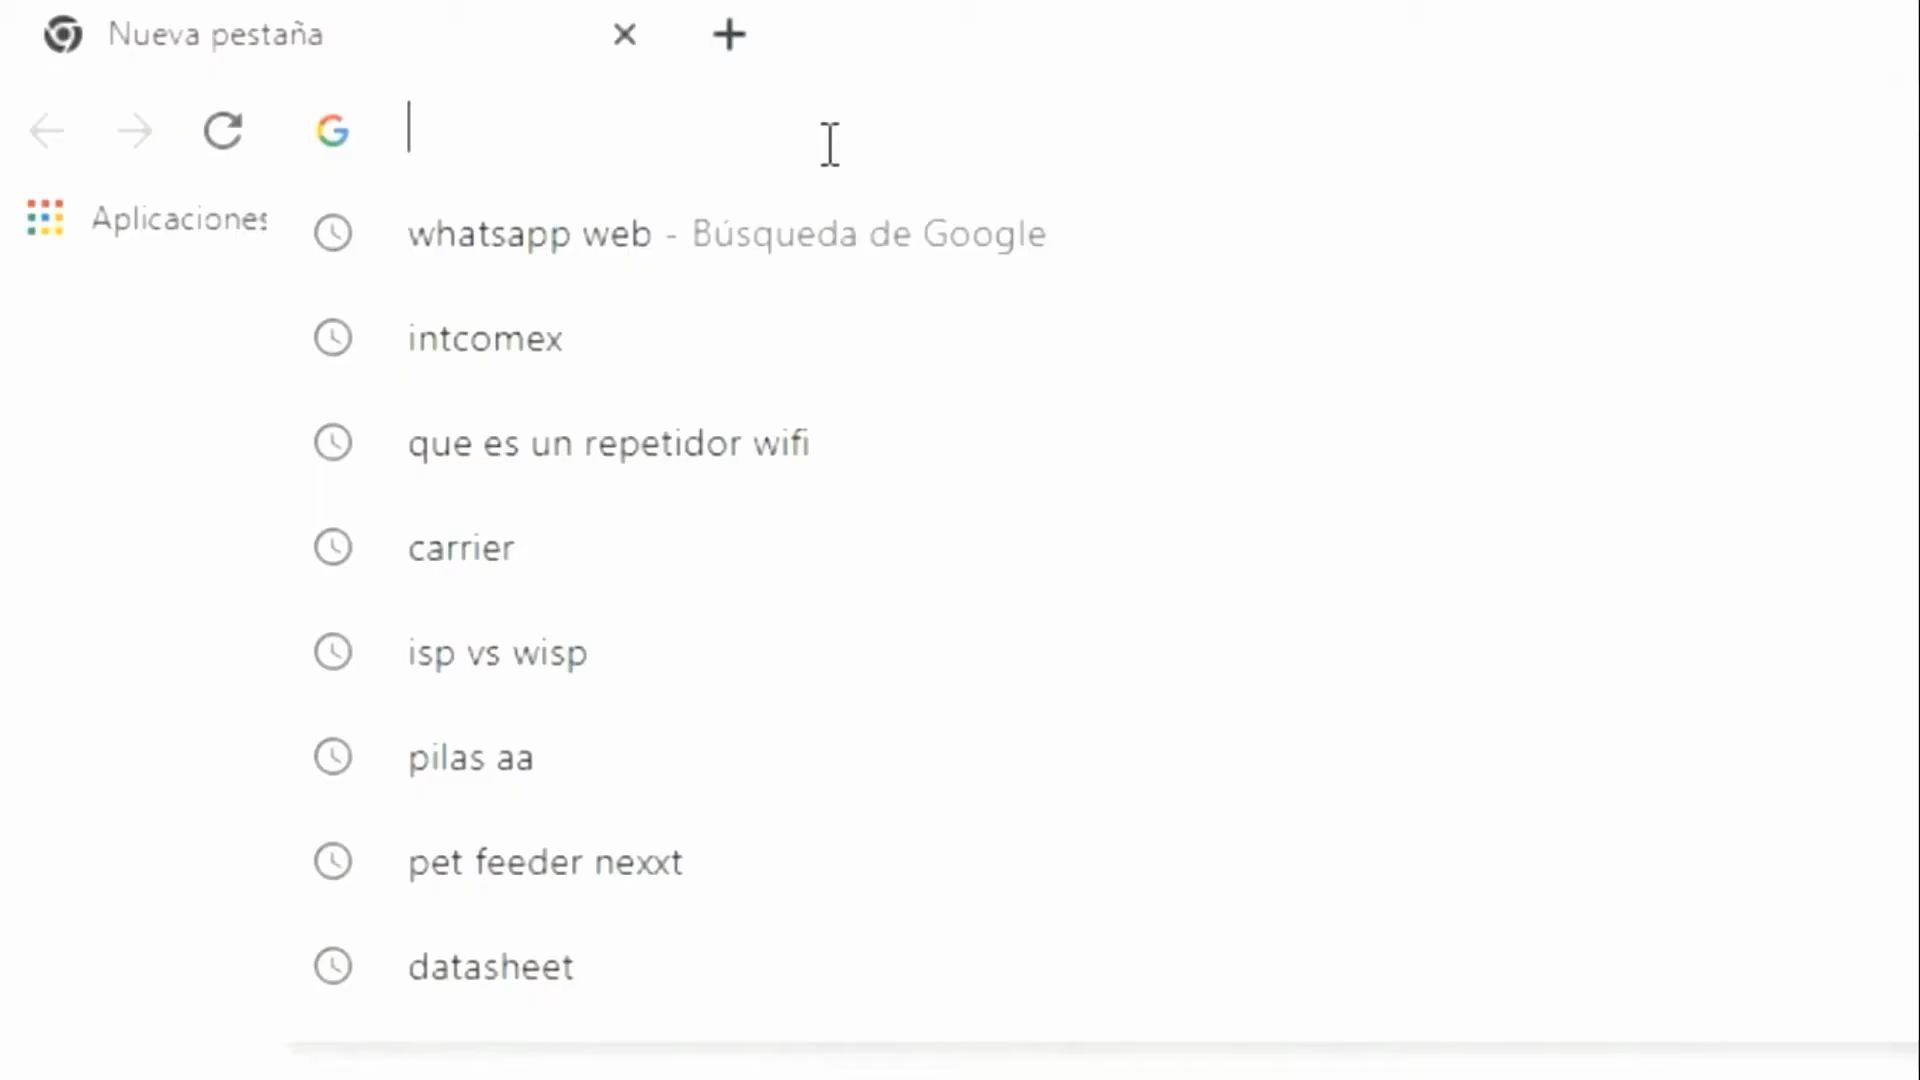 Nueva pestaña
Aplicaciones
whatsapp web - Búsqueda de Google
intcomex
que es un repetidor wifi
carrier
isp vs wisp
pilas aa
pet feeder nexxt
datasheet